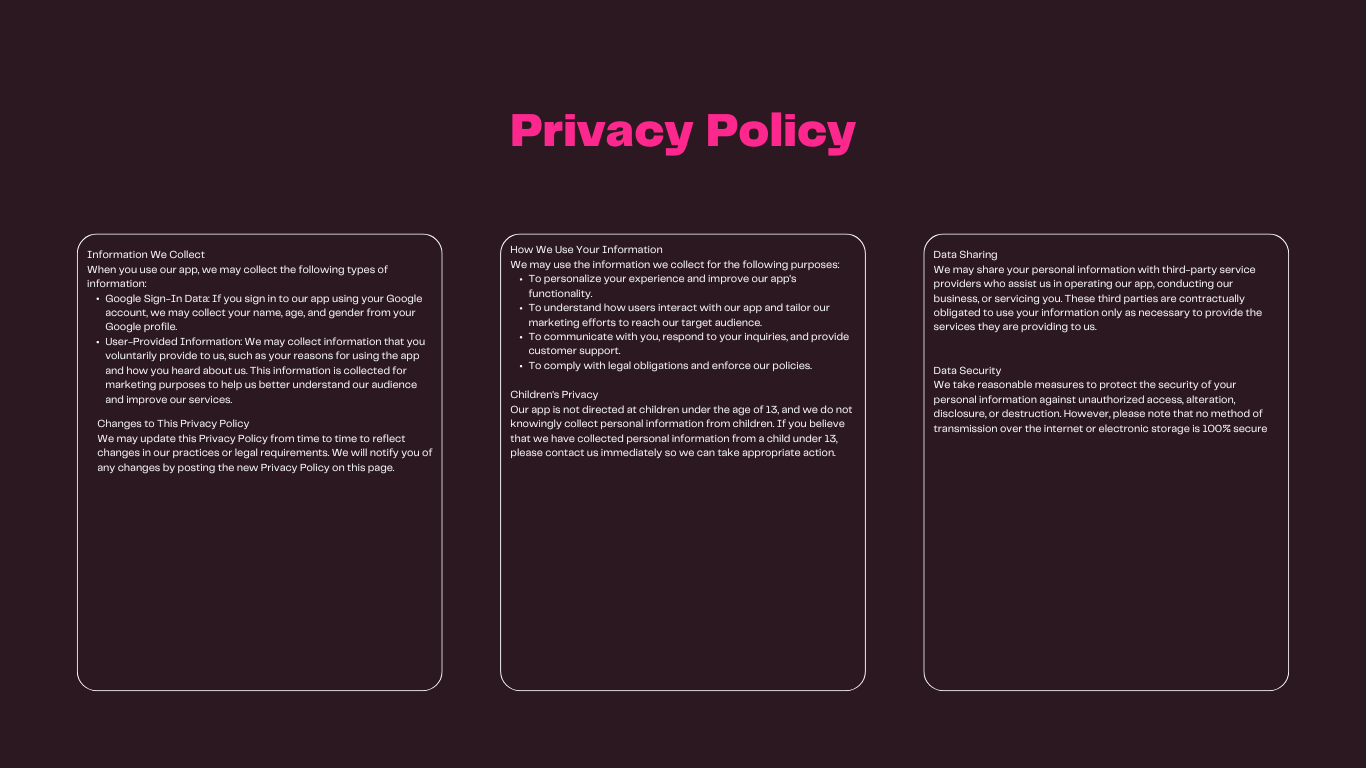 Privacy Policy
Information We Collect
When you use our app, we may collect the following types of
information:
• Google Sign-In Data: If you sign in to our app using your Google
account, we may collect your name, age, and gender from your
Google profile.
• User-Provided Information: We may collect information that you
voluntarily provide to us, such as your reasons for using the app
and how you heard about us. This information is collected for
marketing purposes to help us better understand our audience
and improve our services.
Changes to This Privacy Policy
We may update this Privacy Policy from time to time to reflect
changes in our practices or legal requirements. We will notify you of
any changes by posting the new Privacy Policy on this page.
How We Use Your Information
We may use the information we collect for the following purposes:
• To personalize your experience and improve our app's
functionality.
• To understand how users interact with our app and tailor our
marketing efforts to reach our target audience.
• To communicate with you, respond to your inquiries, and provide
customer support.
• To comply with legal obligations and enforce our policies.
Children's Privacy
Our app is not directed at children under the age of 13, and we do not
knowingly collect personal information from children. If you believe
that we have collected personal information from a child under 13,
please contact us immediately so we can take appropriate action.
Data Sharing
We may share your personal information with third-party service
providers who assist us in operating our app, conducting our
business, or servicing you. These third parties are contractually
obligated to use your information only as necessary to provide the
services they are providing to us.
Data Security
We take reasonable measures to protect the security of your
personal information against unauthorized access, alteration,
disclosure, or destruction. However, please note that no method of
transmission over the internet or electronic storage is 100% secure